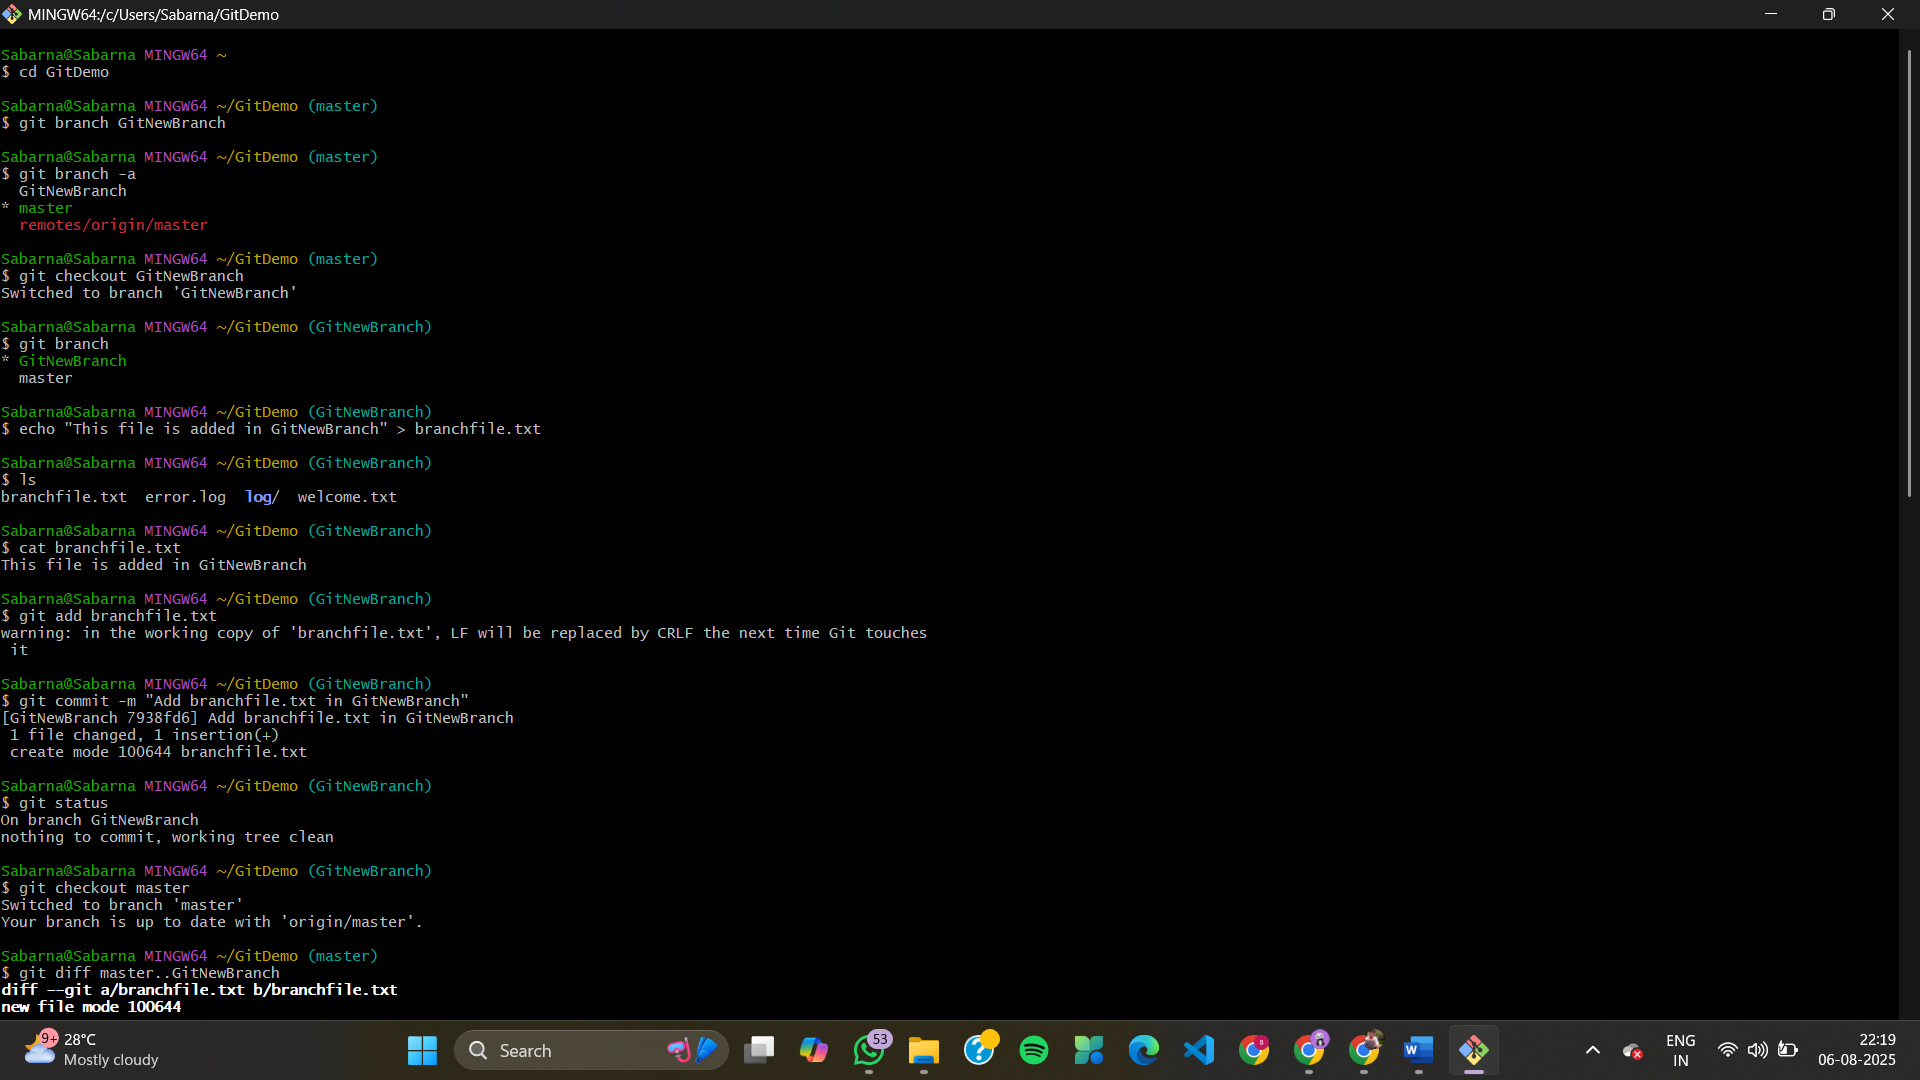 MINGW64:/c/Users/Sabarna/GitDemo
Sabarna@Sabarna MINGW64 ~
$ cd GitDemo
Sabarna@Sabarna MINGW64 ~/GitDemo (master)
$ git branch GitNewBranch
Sabarna@Sabarna MINGW64 ~/GitDemo (master)
$ git branch -a
  GitNewBranch
* master
  remotes/origin/master
Sabarna@Sabarna MINGW64 ~/GitDemo (master)
$ git checkout GitNewBranch
Switched to branch 'GitNewBranch'
Sabarna@Sabarna MINGW64 ~/GitDemo (GitNewBranch)
$ git branch
* GitNewBranch
  master
Sabarna@Sabarna MINGW64 ~/GitDemo (GitNewBranch)
$ echo "This file is added in GitNewBranch" > branchfile.txt
Sabarna@Sabarna MINGW64 ~/GitDemo (GitNewBranch)
$ ls
branchfile.txt  error.log  log/  welcome.txt
Sabarna@Sabarna MINGW64 ~/GitDemo (GitNewBranch)
$ cat branchfile.txt
This file is added in GitNewBranch
Sabarna@Sabarna MINGW64 ~/GitDemo (GitNewBranch)
$ git add branchfile.txt
warning: in the working copy of 'branchfile.txt', LF will be replaced by CRLF the next time Git touches
 it
Sabarna@Sabarna MINGW64 ~/GitDemo (GitNewBranch)
$ git commit -m "Add branchfile.txt in GitNewBranch"
[GitNewBranch 7938fd6] Add branchfile.txt in GitNewBranch
 1 file changed, 1 insertion(+)
 create mode 100644 branchfile.txt
Sabarna@Sabarna MINGW64 ~/GitDemo (GitNewBranch)
$ git status
On branch GitNewBranch
nothing to commit, working tree clean
Sabarna@Sabarna MINGW64 ~/GitDemo (GitNewBranch)
$ git checkout master
Switched to branch 'master'
Your branch is up to date with 'origin/master'.
Sabarna@Sabarna MINGW64 ~/GitDemo (master)
$ git diff master..GitNewBranch
diff --git a/branchfile.txt b/branchfile.txt
new file mode 100644
9+ 28°C
Mostly cloudy
Search
53
ENG
IN
22:19
06-08-2025